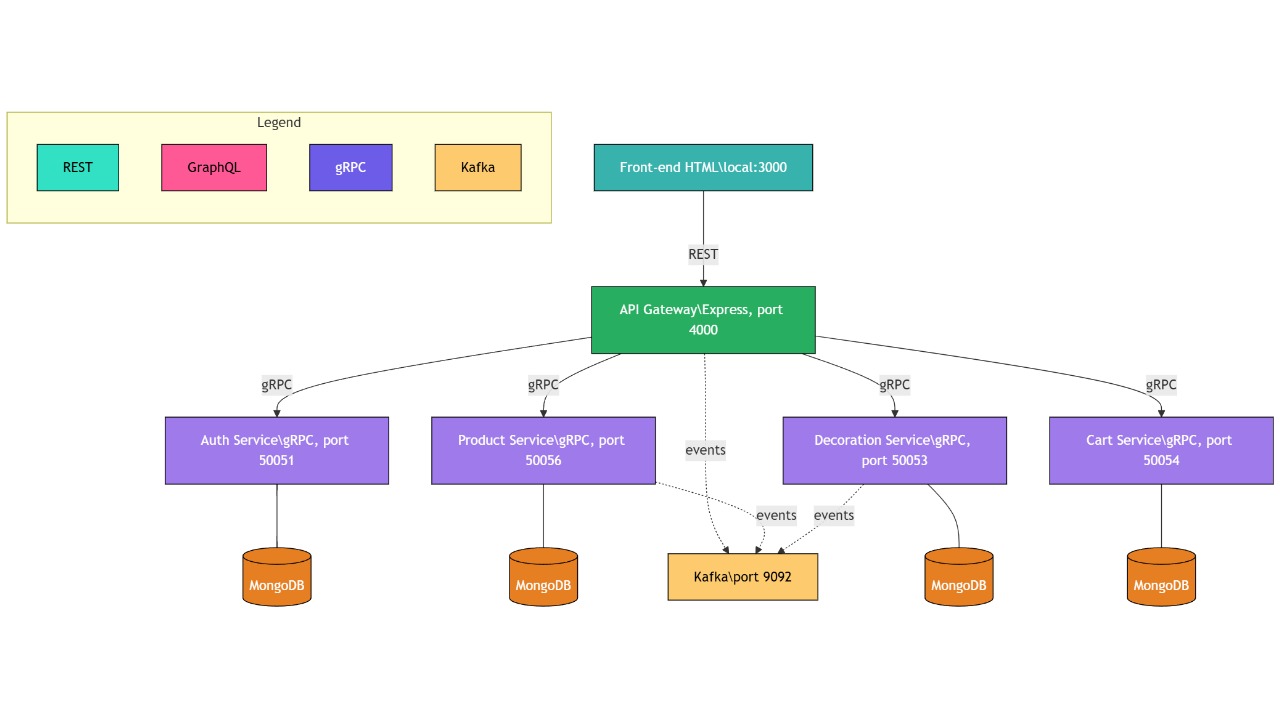 Legend
REST
GraphQL
gRPC
Kafka
Front-end HTML\local:3000
REST
API Gateway\Express, port
4000
gRPC
gRPC
gRPC
gRPC
Auth Service\gRPC, port
50051
Product Service\gRPC, port
50056
Decoration Service\gRPC,
port 50053
Cart Service\gRPC, port
50054
events
events
events
MongoDB
MongoDB
Kafka\port 9092
MongoDB
MongoDB